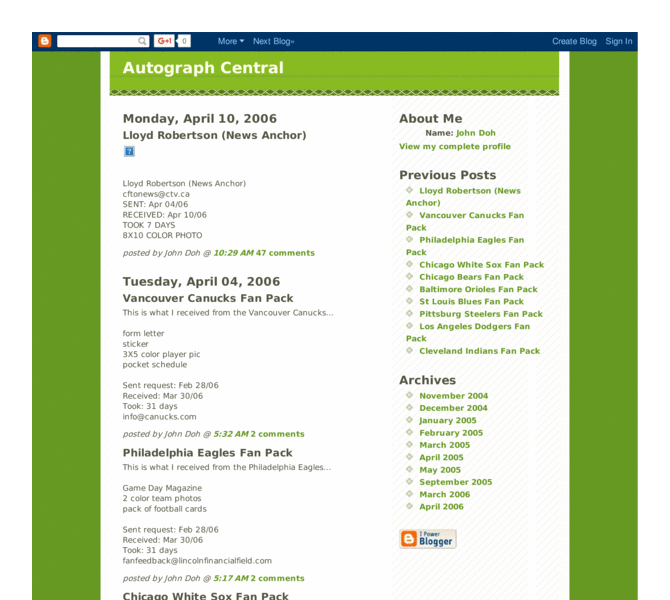 G+1 0 More Next Blog» Create Blog Sign In
Autograph Central
Monday, April 10, 2006
Lloyd Robertson (News Anchor)
Lloyd Robertson (News Anchor)
cftonews@ctv.ca
SENT: Apr 04/06
RECEIVED: Apr 10/06
TOOK 7 DAYS
8X10 COLOR PHOTO
posted by John Doh @ 10:29 AM 47 comments
Tuesday, April 04, 2006
Vancouver Canucks Fan Pack
This is what I received from the Vancouver Canucks...
form letter
sticker
3X5 color player pic
pocket schedule
Sent request: Feb 28/06
Received: Mar 30/06
Took: 31 days
info@canucks.com
posted by John Doh @ 5:32 AM 2 comments
Philadelphia Eagles Fan Pack
This is what I received from the Philadelphia Eagles...
Game Day Magazine
2 color team photos
pack of football cards
Sent request: Feb 28/06
Received: Mar 30/06
Took: 31 days
fanfeedback@lincolnfinancialfield.com
posted by John Doh @ 5:17 AM 2 comments
Chicago White Sox Fan Pack
About Me
Name: John Doh
View my complete profile
Previous Posts
Lloyd Robertson (News
Anchor)
Vancouver Canucks Fan
Pack
Philadelphia Eagles Fan
Pack
Chicago White Sox Fan Pack
Chicago Bears Fan Pack
Baltimore Orioles Fan Pack
St Louis Blues Fan Pack
Pittsburg Steelers Fan Pack
Los Angeles Dodgers Fan
Pack
Cleveland Indians Fan Pack
Archives
November 2004
December 2004
January 2005
February 2005
March 2005
April 2005
May 2005
September 2005
March 2006
April 2006
I Power
Blogger